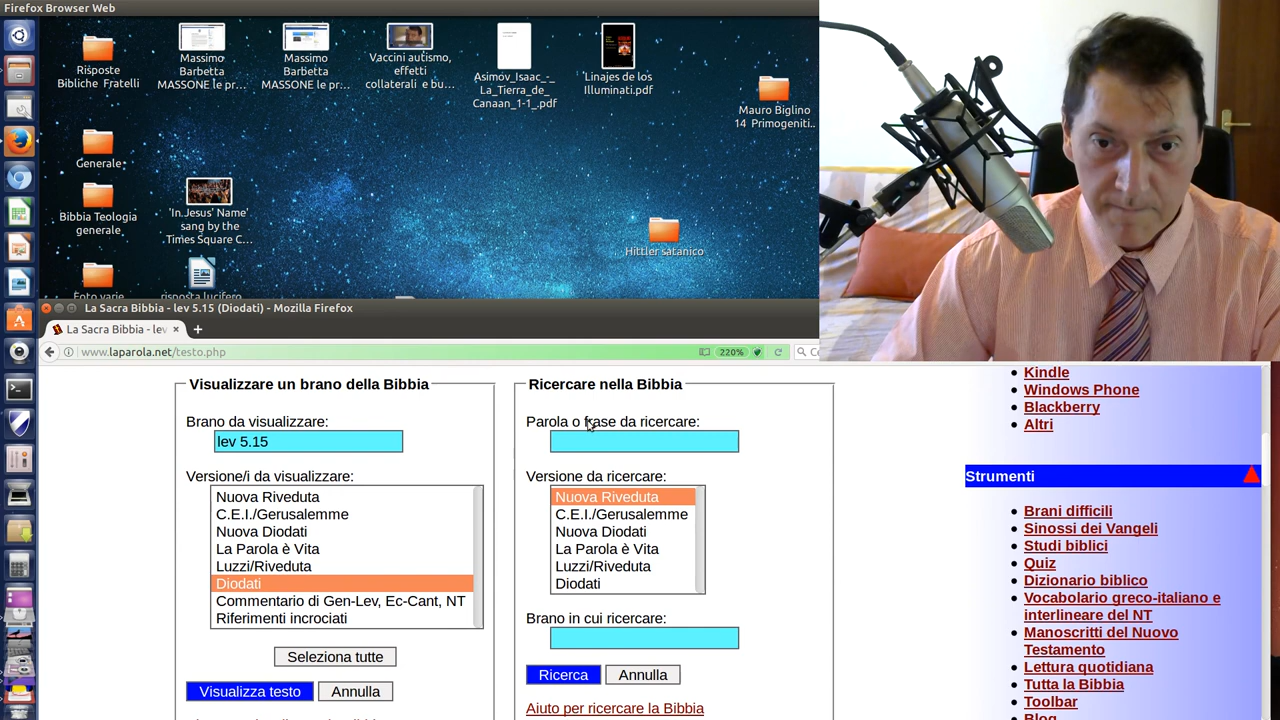 Firefox Browser Web
Risposte
Bibliche Fratelli
Massimo
Barbetta
MASSONE le pr…
Massimo
Barbetta
MASSONE le pr…
Vaccini autismo,
effetti
collaterali e bu…
Asimov_Isaac_-_
La_Tierra_de_
Canaan_1-1_.pdf
Linajes de los
Illuminati.pdf
Mauro Biglino
14 Primogeniti..
Generale
Bibbia Teologia
generale
'In Jesus' Name'
sang by the
Times Square C…
Hittler satánico
Foto varie
risposta lucifero
La Sacra Bibbia - lev 5.15 (Diodati) - Mozilla Firefox
La Sacra Bibbia - lev
www.laparola.net/testo.php
220%
Visualizzare un brano della Bibbia
Brano da visualizzare:
lev 5.15
Versione/i da visualizzare:
Nuova Riveduta
C.E.I./Gerusalemme
Nuova Diodati
La Parola è Vita
Luzzi/Riveduta
Diodati
Commentario di Gen-Lev, Ec-Cant, NT
Riferimenti incrociati
Seleziona tutte
Visualizza testo
Annulla
Ricercare nella Bibbia
Parola o frase da ricercare:
Versione da ricercare:
Nuova Riveduta
C.E.I./Gerusalemme
Nuova Diodati
La Parola è Vita
Luzzi/Riveduta
Diodati
Brano in cui ricercare:
Ricerca
Annulla
Aiuto per ricercare la Bibbia
Kindle
Windows Phone
Blackberry
Altri
Strumenti
Brani difficili
Sinossi dei Vangeli
Studi biblici
Quiz
Dizionario biblico
Vocabolario greco-italiano e
interlineare del NT
Manoscritti del Nuovo
Testamento
Lettura quotidiana
Tutta la Bibbia
Toolbar
Blog